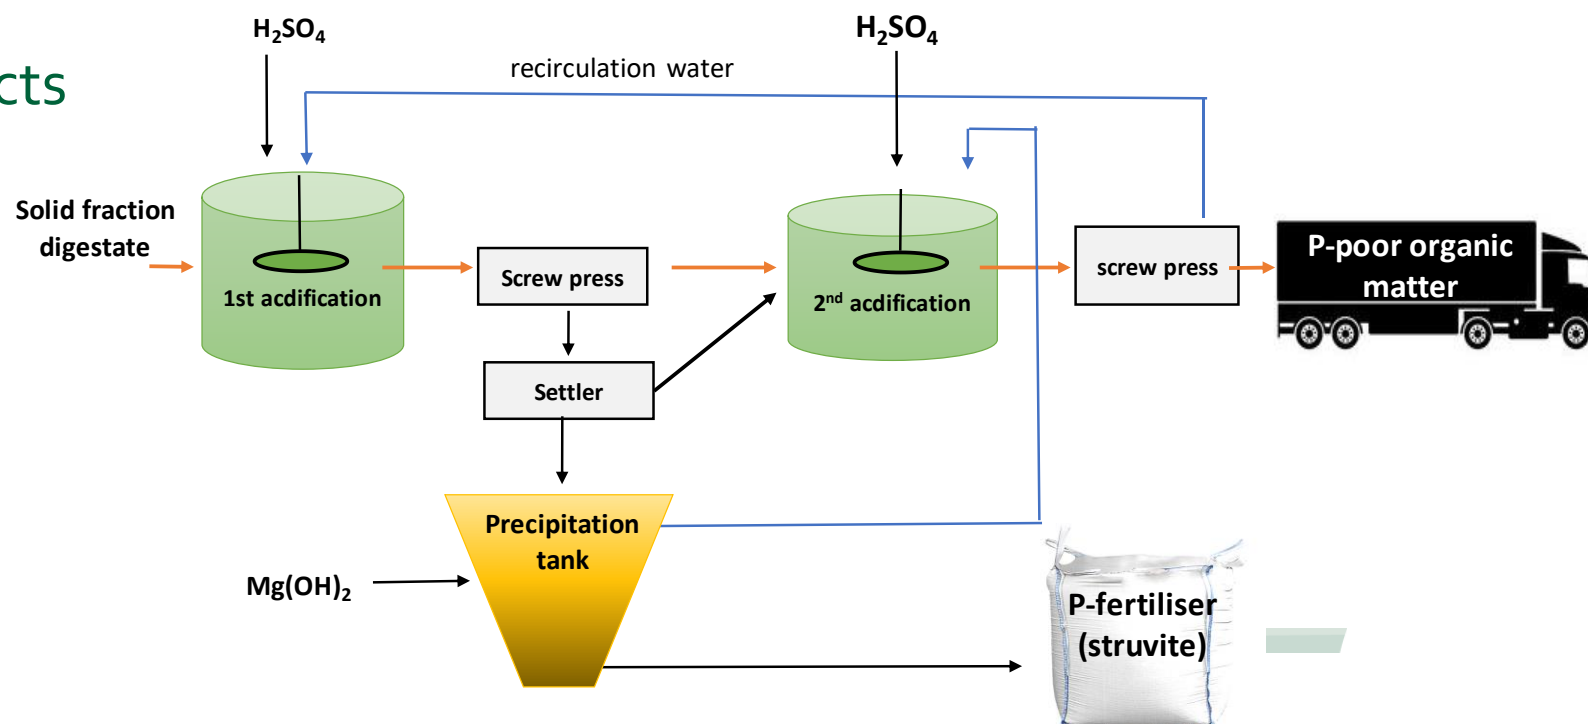 H₂SO₄
H₂SO₄
recirculation water
cts
Solid fraction
digestate
1st acdification
Screw press
2nd acdification
screw press
P-poor organic
matter
Settler
Precipitation
tank
Mg(OH)₂
P-fertiliser
(struvite)